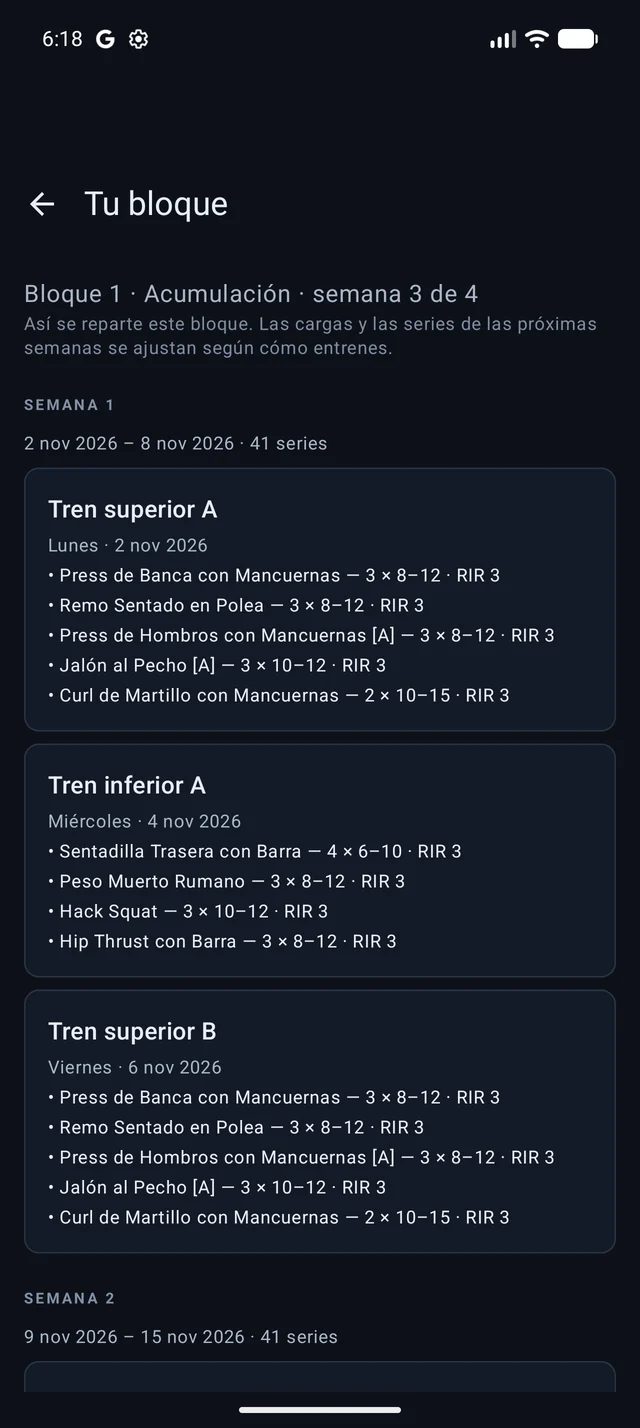 6:18
Tu bloque
Bloque 1 · Acumulación · semana 3 de 4
Así se reparte este bloque. Las cargas y las series de las próximas
semanas se ajustan según cómo entrenes.
SEMANA 1
2 nov 2026 – 8 nov 2026 · 41 series
Tren superior A
Lunes · 2 nov 2026
• Press de Banca con Mancuernas — 3 × 8–12 · RIR 3
• Remo Sentado en Polea — 3 × 8–12 · RIR 3
• Press de Hombros con Mancuernas [A] — 3 × 8–12 · RIR 3
• Jalón al Pecho [A] — 3 × 10–12 · RIR 3
• Curl de Martillo con Mancuernas — 2 × 10–15 · RIR 3
Tren inferior A
Miércoles · 4 nov 2026
• Sentadilla Trasera con Barra — 4 × 6–10 · RIR 3
• Peso Muerto Rumano — 3 × 8–12 · RIR 3
• Hack Squat — 3 × 10–12 · RIR 3
• Hip Thrust con Barra — 3 × 8–12 · RIR 3
Tren superior B
Viernes · 6 nov 2026
• Press de Banca con Mancuernas — 3 × 8–12 · RIR 3
• Remo Sentado en Polea — 3 × 8–12 · RIR 3
• Press de Hombros con Mancuernas [A] — 3 × 8–12 · RIR 3
• Jalón al Pecho [A] — 3 × 10–12 · RIR 3
• Curl de Martillo con Mancuernas — 2 × 10–15 · RIR 3
SEMANA 2
9 nov 2026 – 15 nov 2026 · 41 series